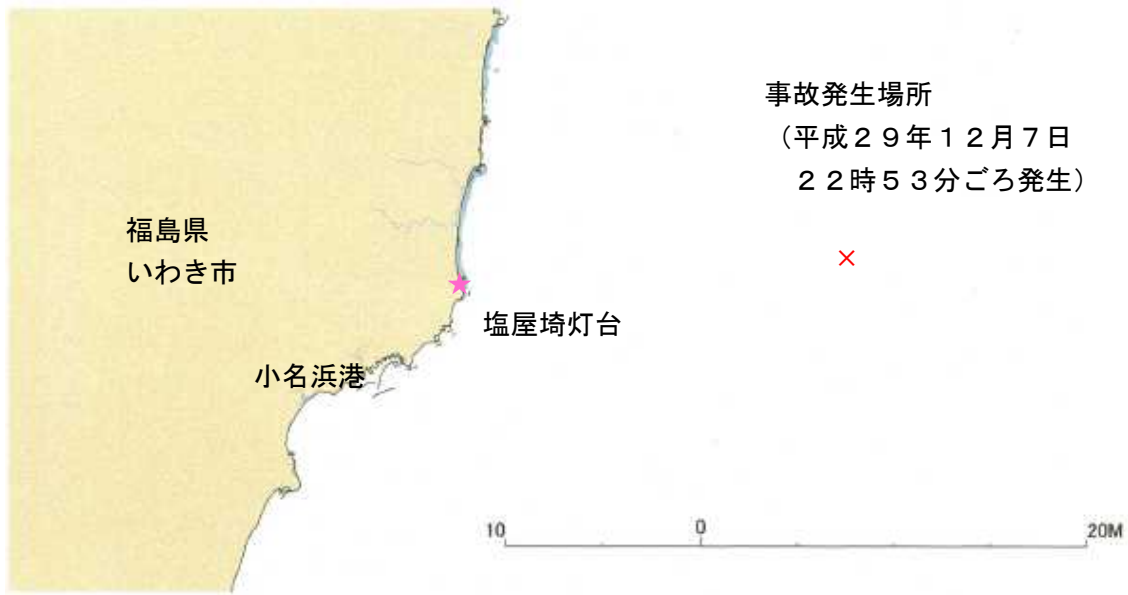 事故発生場所
（平成２９年１２月７日
２２時５３分ごろ発生）
福島県
いわき市
×
塩屋埼灯台
小名浜港
10 0 20M